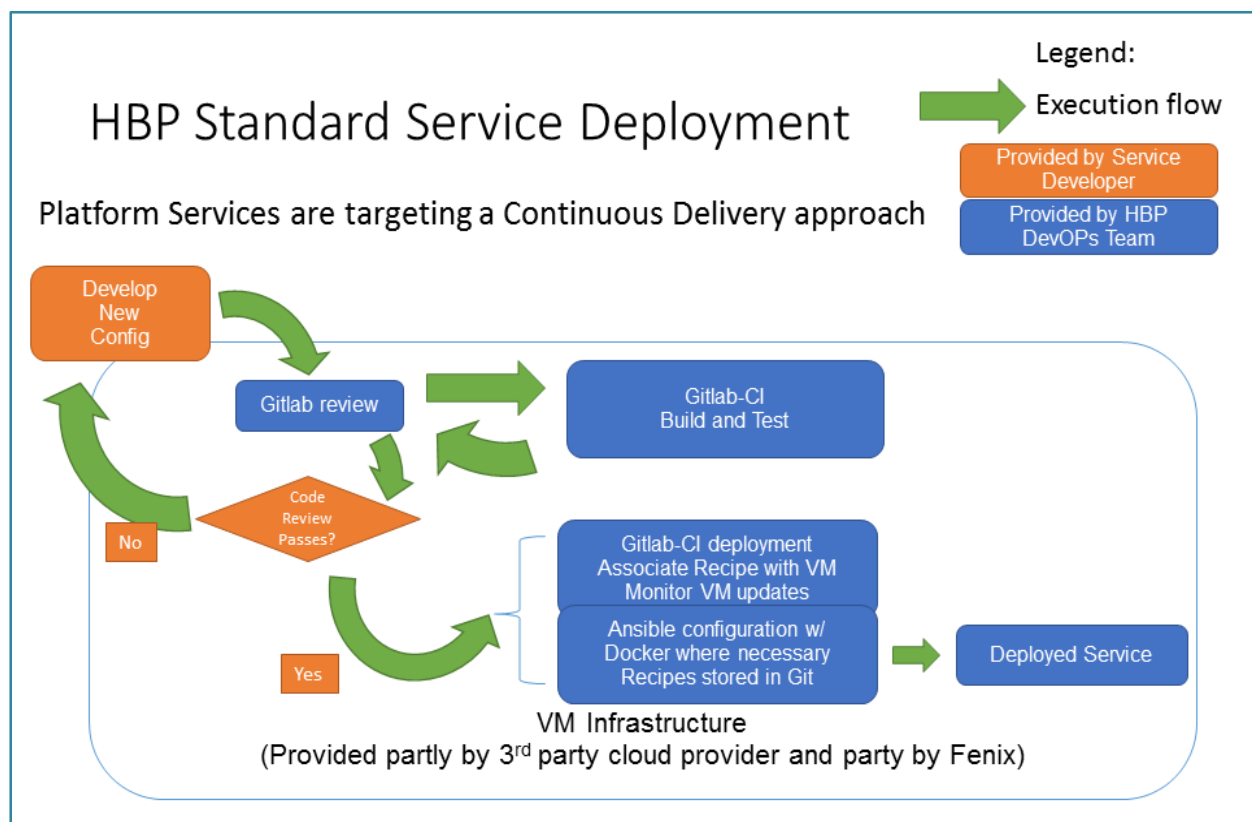 Legend:
Execution flow
HBP Standard Service Deployment
Provided by Service
Developer
Provided by HBP
DevOPs Team
Platform Services are targeting a Continuous Delivery approach
Develop
New
Config
Gitlab review
Gitlab-CI
Build and Test
Code
Review
Passes?
No
Gitlab-CI deployment
Associate Recipe with VM
Monitor VM updates
Ansible configuration w/
Docker where necessary
Recipes stored in Git
Deployed Service
Yes
VM Infrastructure
(Provided partly by 3rd party cloud provider and party by Fenix)